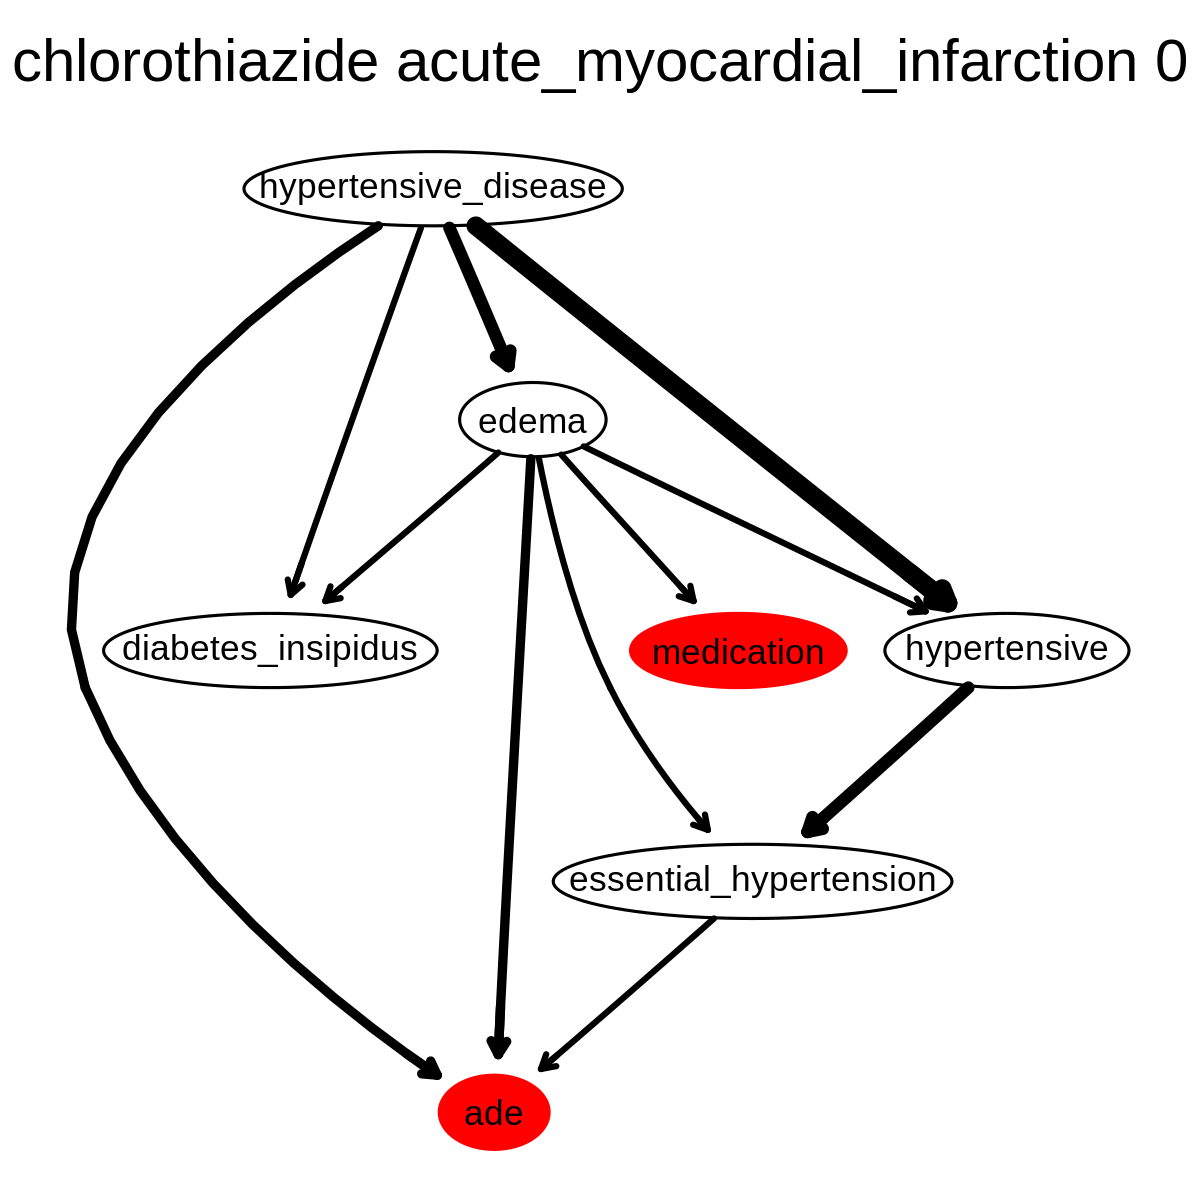 chlorothiazide acute_myocardial_infarction 0
hypertensive_disease
edema
diabetes_insipidus
medication
hypertensive
essential_hypertension
ade